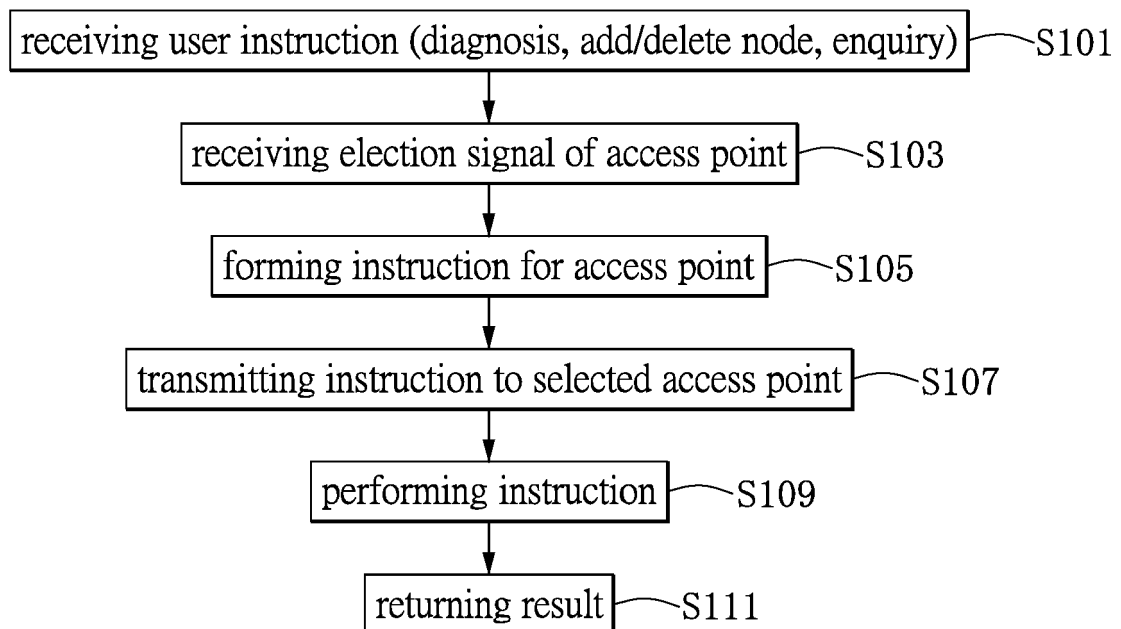 receiving user instruction (diagnosis, add/delete node, enquiry) S101
receiving election signal of access point S103
forming instruction for access point S105
transmitting instruction to selected access point S107
performing instruction S109
returning result S111